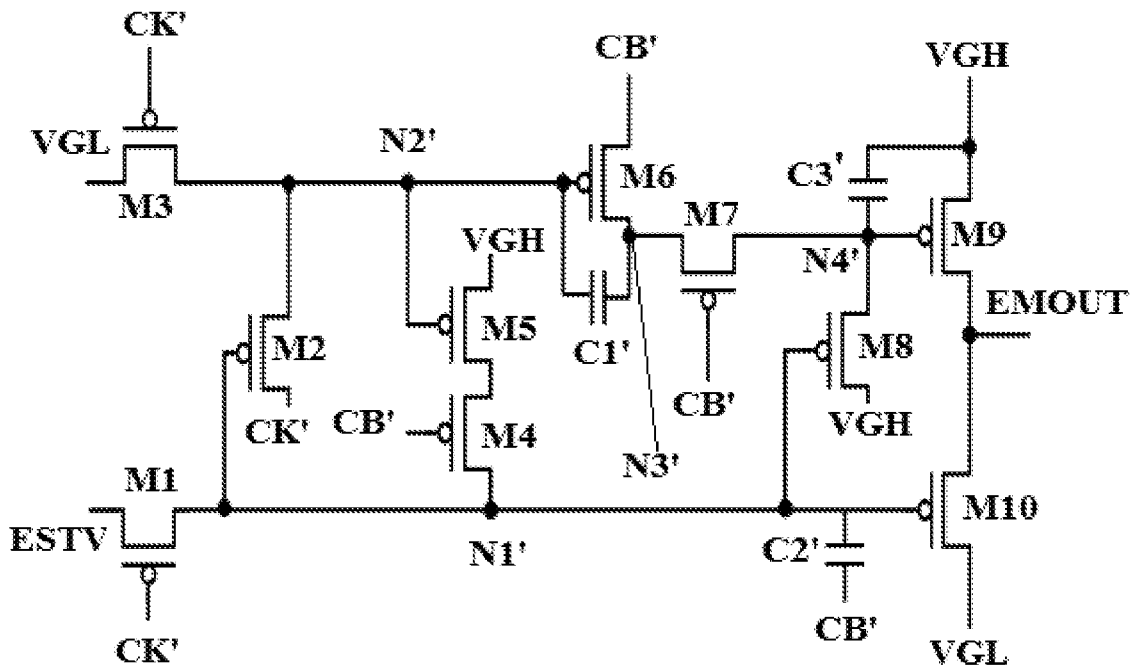 CK'
CB'
VGH
VGL
N2'
M6
C3'
M3
M7
VGH
N4'
M9
M5
EMOUT
M2
C1'
M8
CB'
CK'
CB'
M4
VGH
N3'
M1
M10
ESTV
N1'
C2'
CK'
CB'
VGL